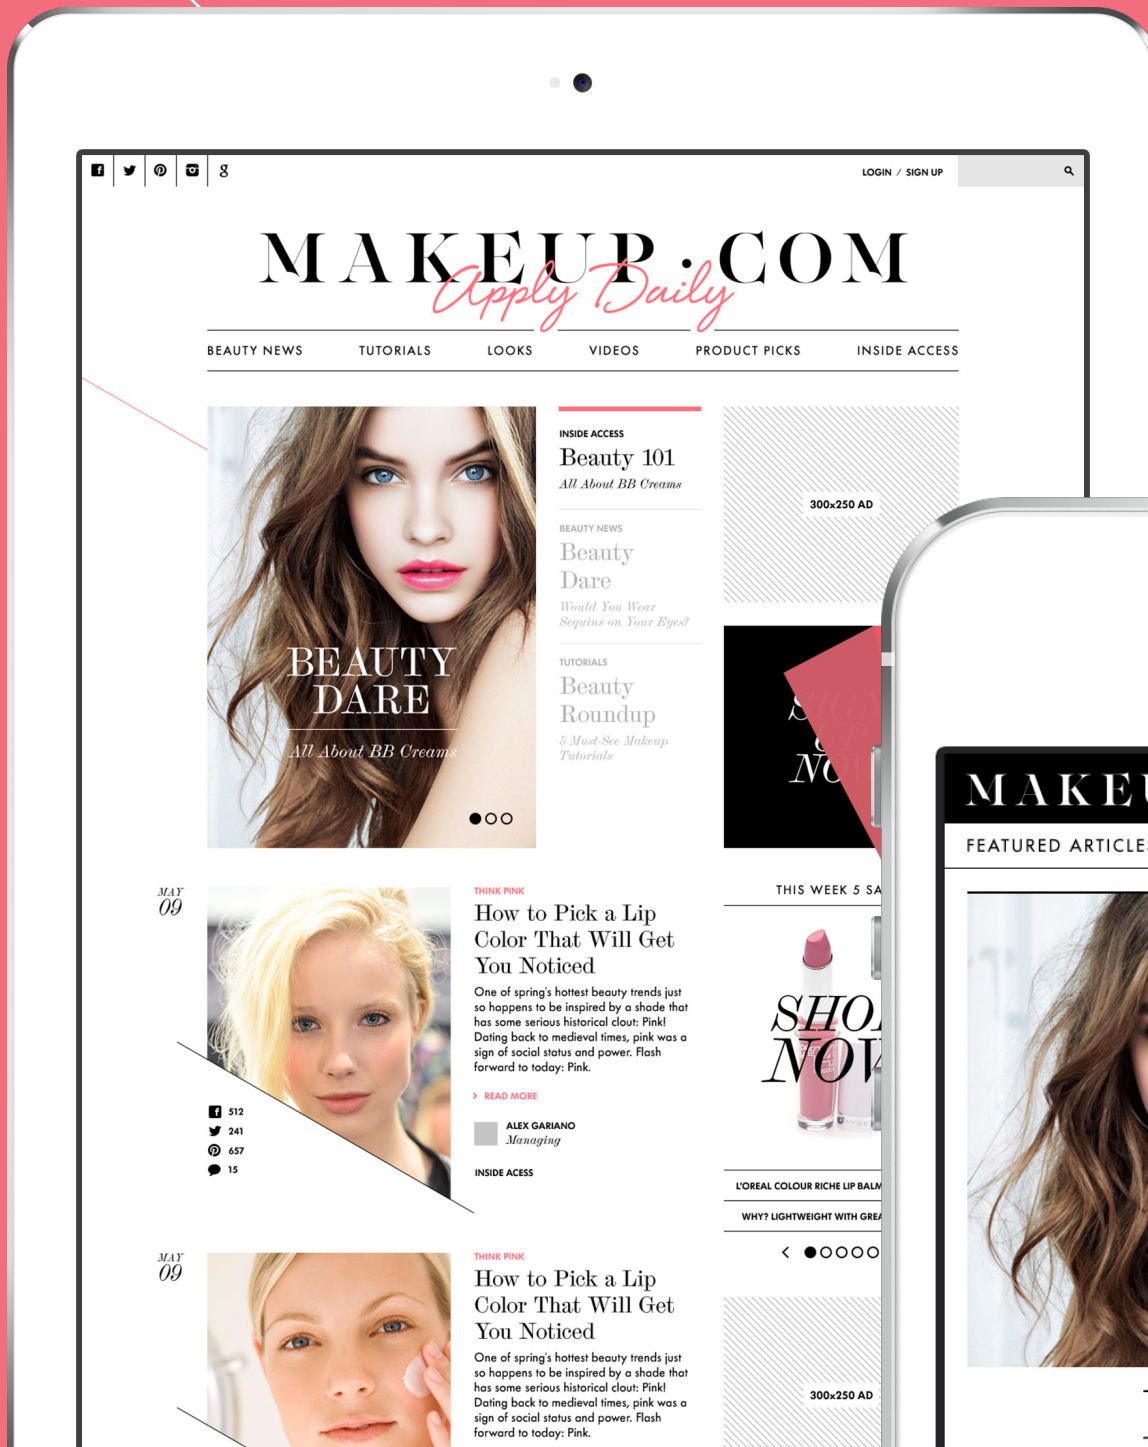 LOGIN / SIGN UP
MAKEUP.COM
Apply Daily
BEAUTY NEWS TUTORIALS LOOKS VIDEOS PRODUCT PICKS INSIDE ACCESS
BEAUTY
DARE
All About BB Creams
INSIDE ACCESS
Beauty 101
All About BB Creams
BEAUTY NEWS
Beauty
Dare
Would You Wear
Sequins on Your Eyes?
TUTORIALS
Beauty
Roundup
5 Must-See Makeup
Tutorials
300x250 AD
MAY
09
512
241
657
15
THINK PINK
How to Pick a Lip
Color That Will Get
You Noticed
One of spring's hottest beauty trends just
so happens to be inspired by a shade that
has some serious historical clout: Pink!
Dating back to medieval times, pink was a
sign of social status and power. Flash
forward to today: Pink.
READ MORE
ALEX GARIANO
Managing
INSIDE ACESS
THIS WEEK 5
L'OREAL COLOUR RICHE LIP BALM
WHY? LIGHTWEIGHT WITH
MAY
09
THINK PINK
How to Pick a Lip
Color That Will Get
You Noticed
One of spring's hottest beauty trends just
so happens to be inspired by a shade that
has some serious historical clout: Pink!
Dating back to medieval times, pink was a
sign of social status and power. Flash
forward to today: Pink.
300x250 AD
FEATURED